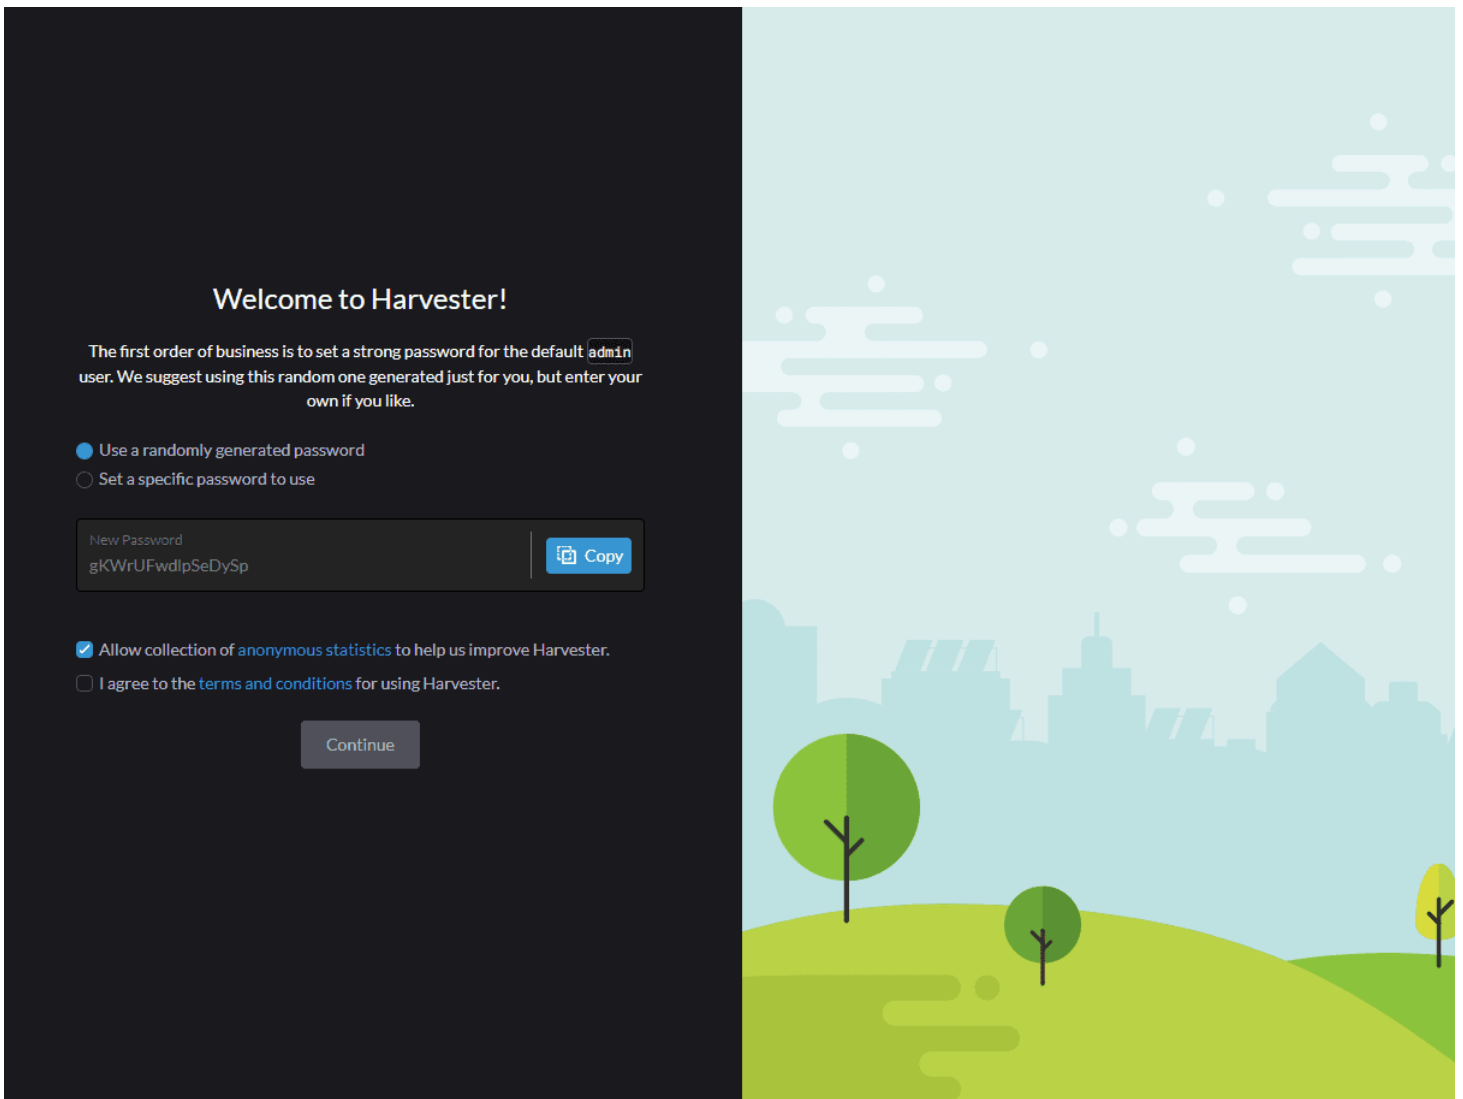 Welcome to Harvester!
The first order of business is to set a strong password for the default admin
user. We suggest using this random one generated just for you, but enter your
own if you like.
Use a randomly generated password
Set a specific password to use
New Password
gKWrUFwdlpSeDySp
Copy
Allow collection of anonymous statistics to help us improve Harvester.
I agree to the terms and conditions for using Harvester.
Continue